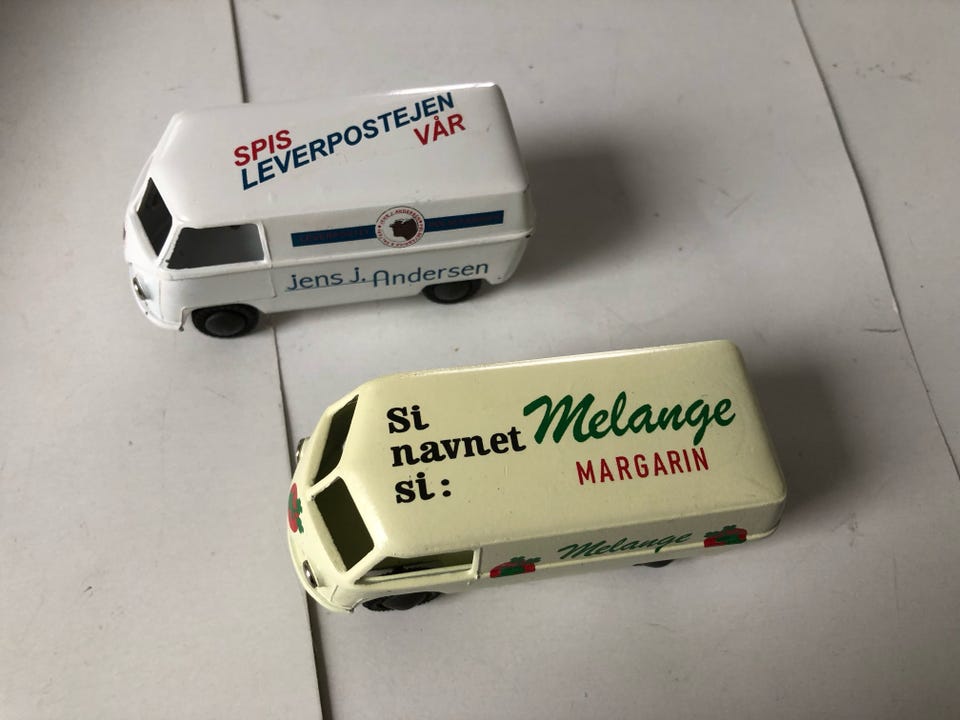 SPIS
LEVERPOSTEJEN
VÅR
Jens J. Andersen
Si
navnet
si:
Melange
MARGARIN
Melange